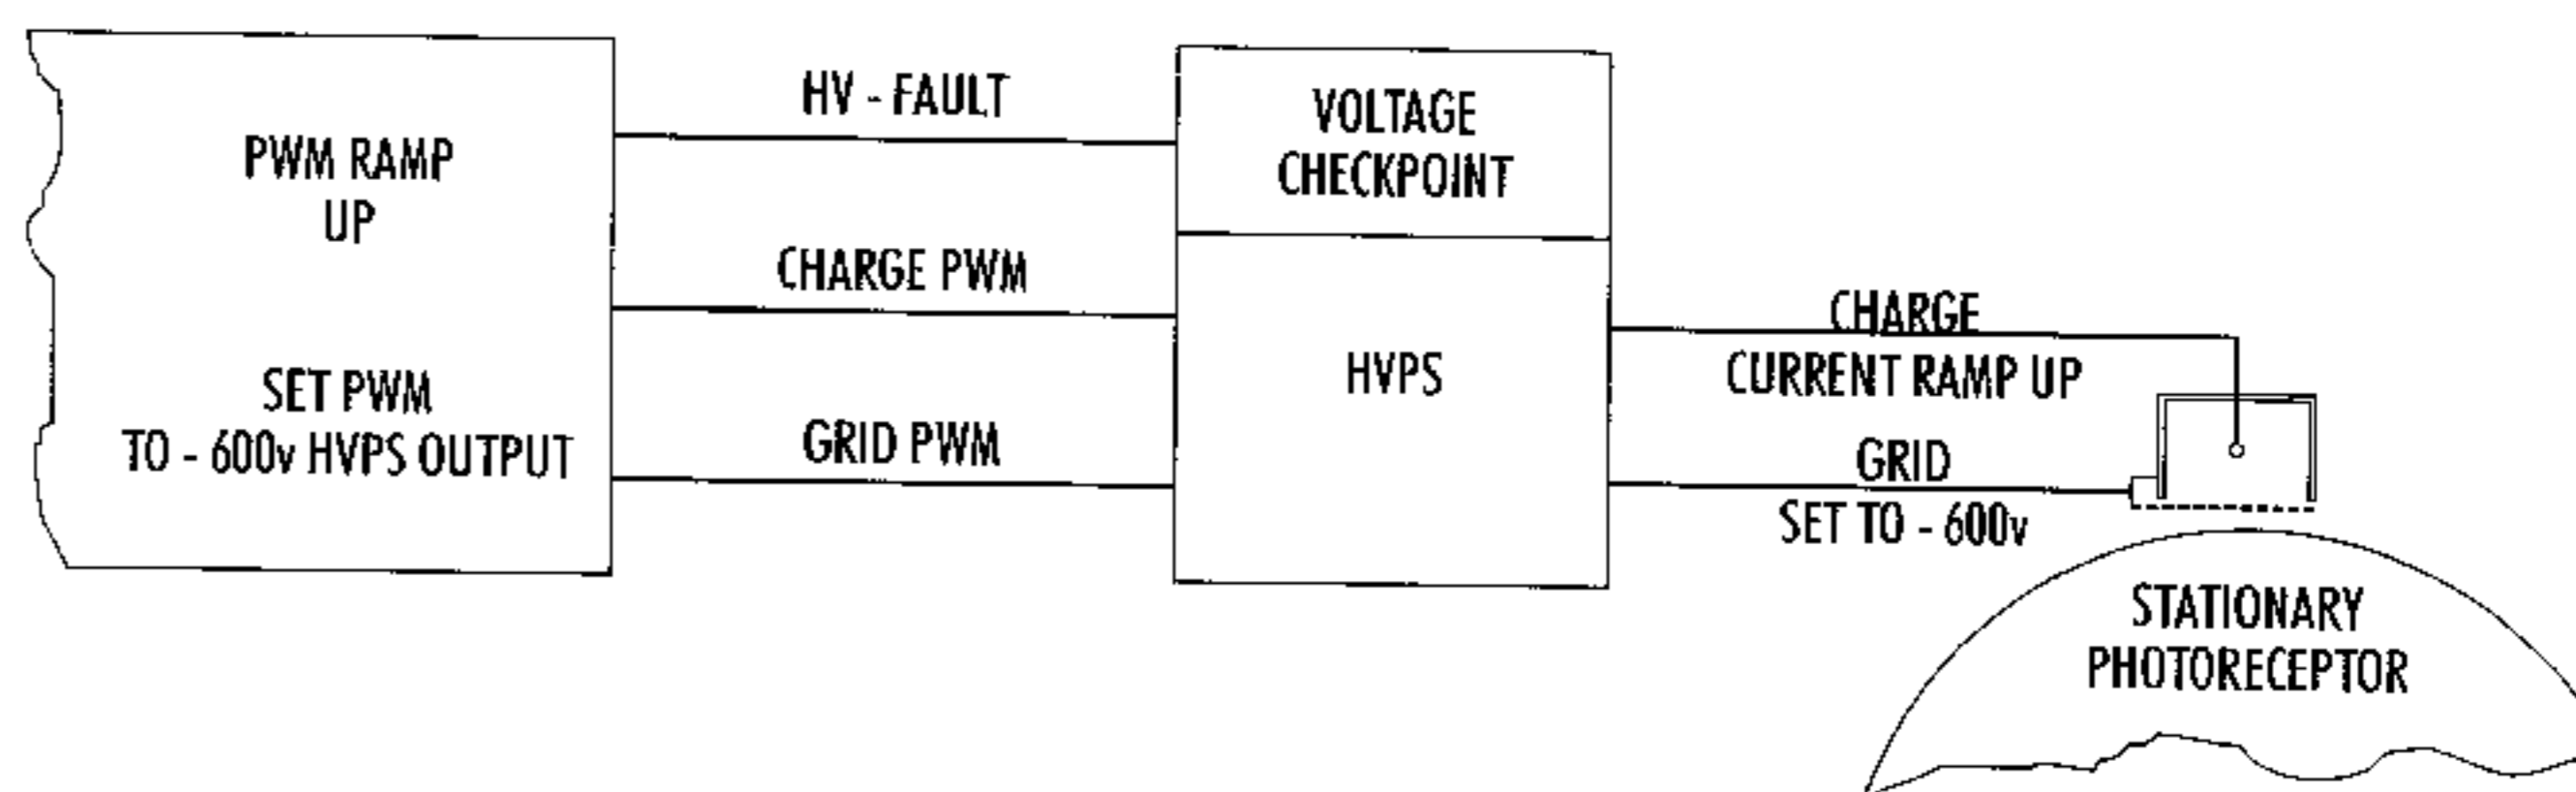 PWM RAMP
UP
SET PWM
TO - 600v HVPS OUTPUT
HV - FAULT
CHARGE PWM
GRID PWM
VOLTAGE
CHECKPOINT
HVPS
CHARGE
CURRENT RAMP UP
GRID
SET TO - 600v
STATIONARY
PHOTORECEPTOR